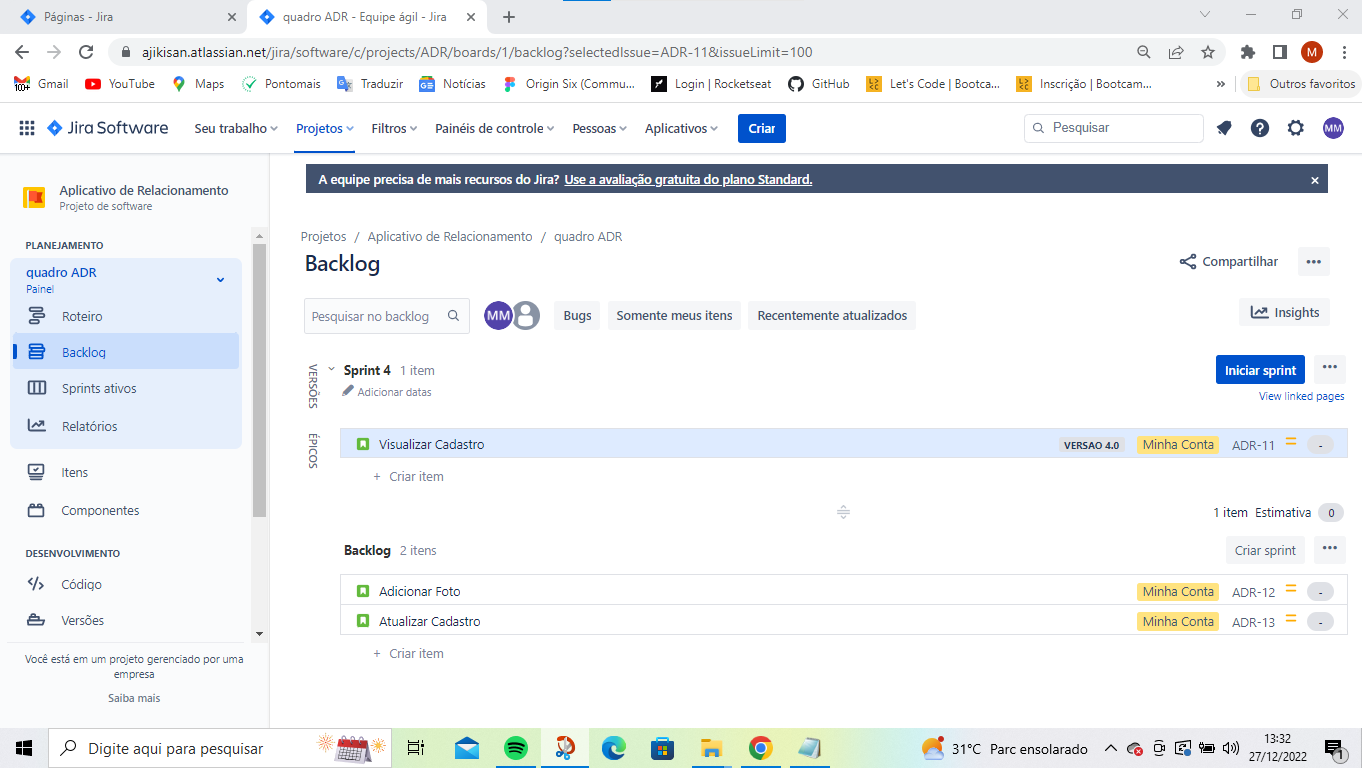 Páginas - Jira
quadro ADR - Equipe ágil - Jira
ajikisan.atlassian.net/jira/software/c/projects/ADR/boards/1/backlog?selectedIssue=ADR-11&issueLimit=100
M
100+ Gmail YouTube Maps Pontomais Traduzir Notícias Origin Six (Commu... Login | Rocketseat GitHub Let's Code | Bootca... Inscrição | Bootcam... » Outros favoritos
Jira Software Seu trabalho Projetos Filtros Painéis de controle Pessoas Aplicativos Criar Pesquisar MM
A equipe precisa de mais recursos do Jira? Use a avaliação gratuita do plano Standard.
Aplicativo de Relacionamento
Projeto de software
PLANEJAMENTO
quadro ADR
Painel
Roteiro
Backlog
Sprints ativos
Relatórios
Itens
Componentes
DESENVOLVIMENTO
Código
Versões
Você está em um projeto gerenciado por uma
empresa
Saiba mais
Projetos / Aplicativo de Relacionamento / quadro ADR
Backlog
Compartilhar
Pesquisar no backlog MM Bugs Somente meus itens Recentemente atualizados Insights
VERSÕES
ÉPICOS
Sprint 4 1 item Iniciar sprint
Adicionar datas View linked pages
Visualizar Cadastro VERSAO 4.0 Minha Conta ADR-11 -
+ Criar item
1 item Estimativa 0
Backlog 2 itens Criar sprint
Adicionar Foto Minha Conta ADR-12 -
Atualizar Cadastro Minha Conta ADR-13 -
+ Criar item
Digite aqui para pesquisar
31°C Parc ensolarado
13:32
27/12/2022
1